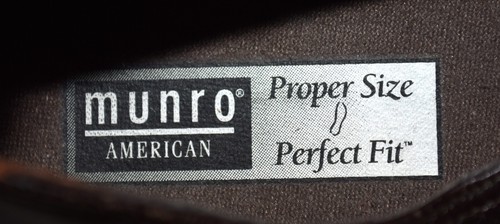 munro®
AMERICAN
Proper Size
Perfect Fit™